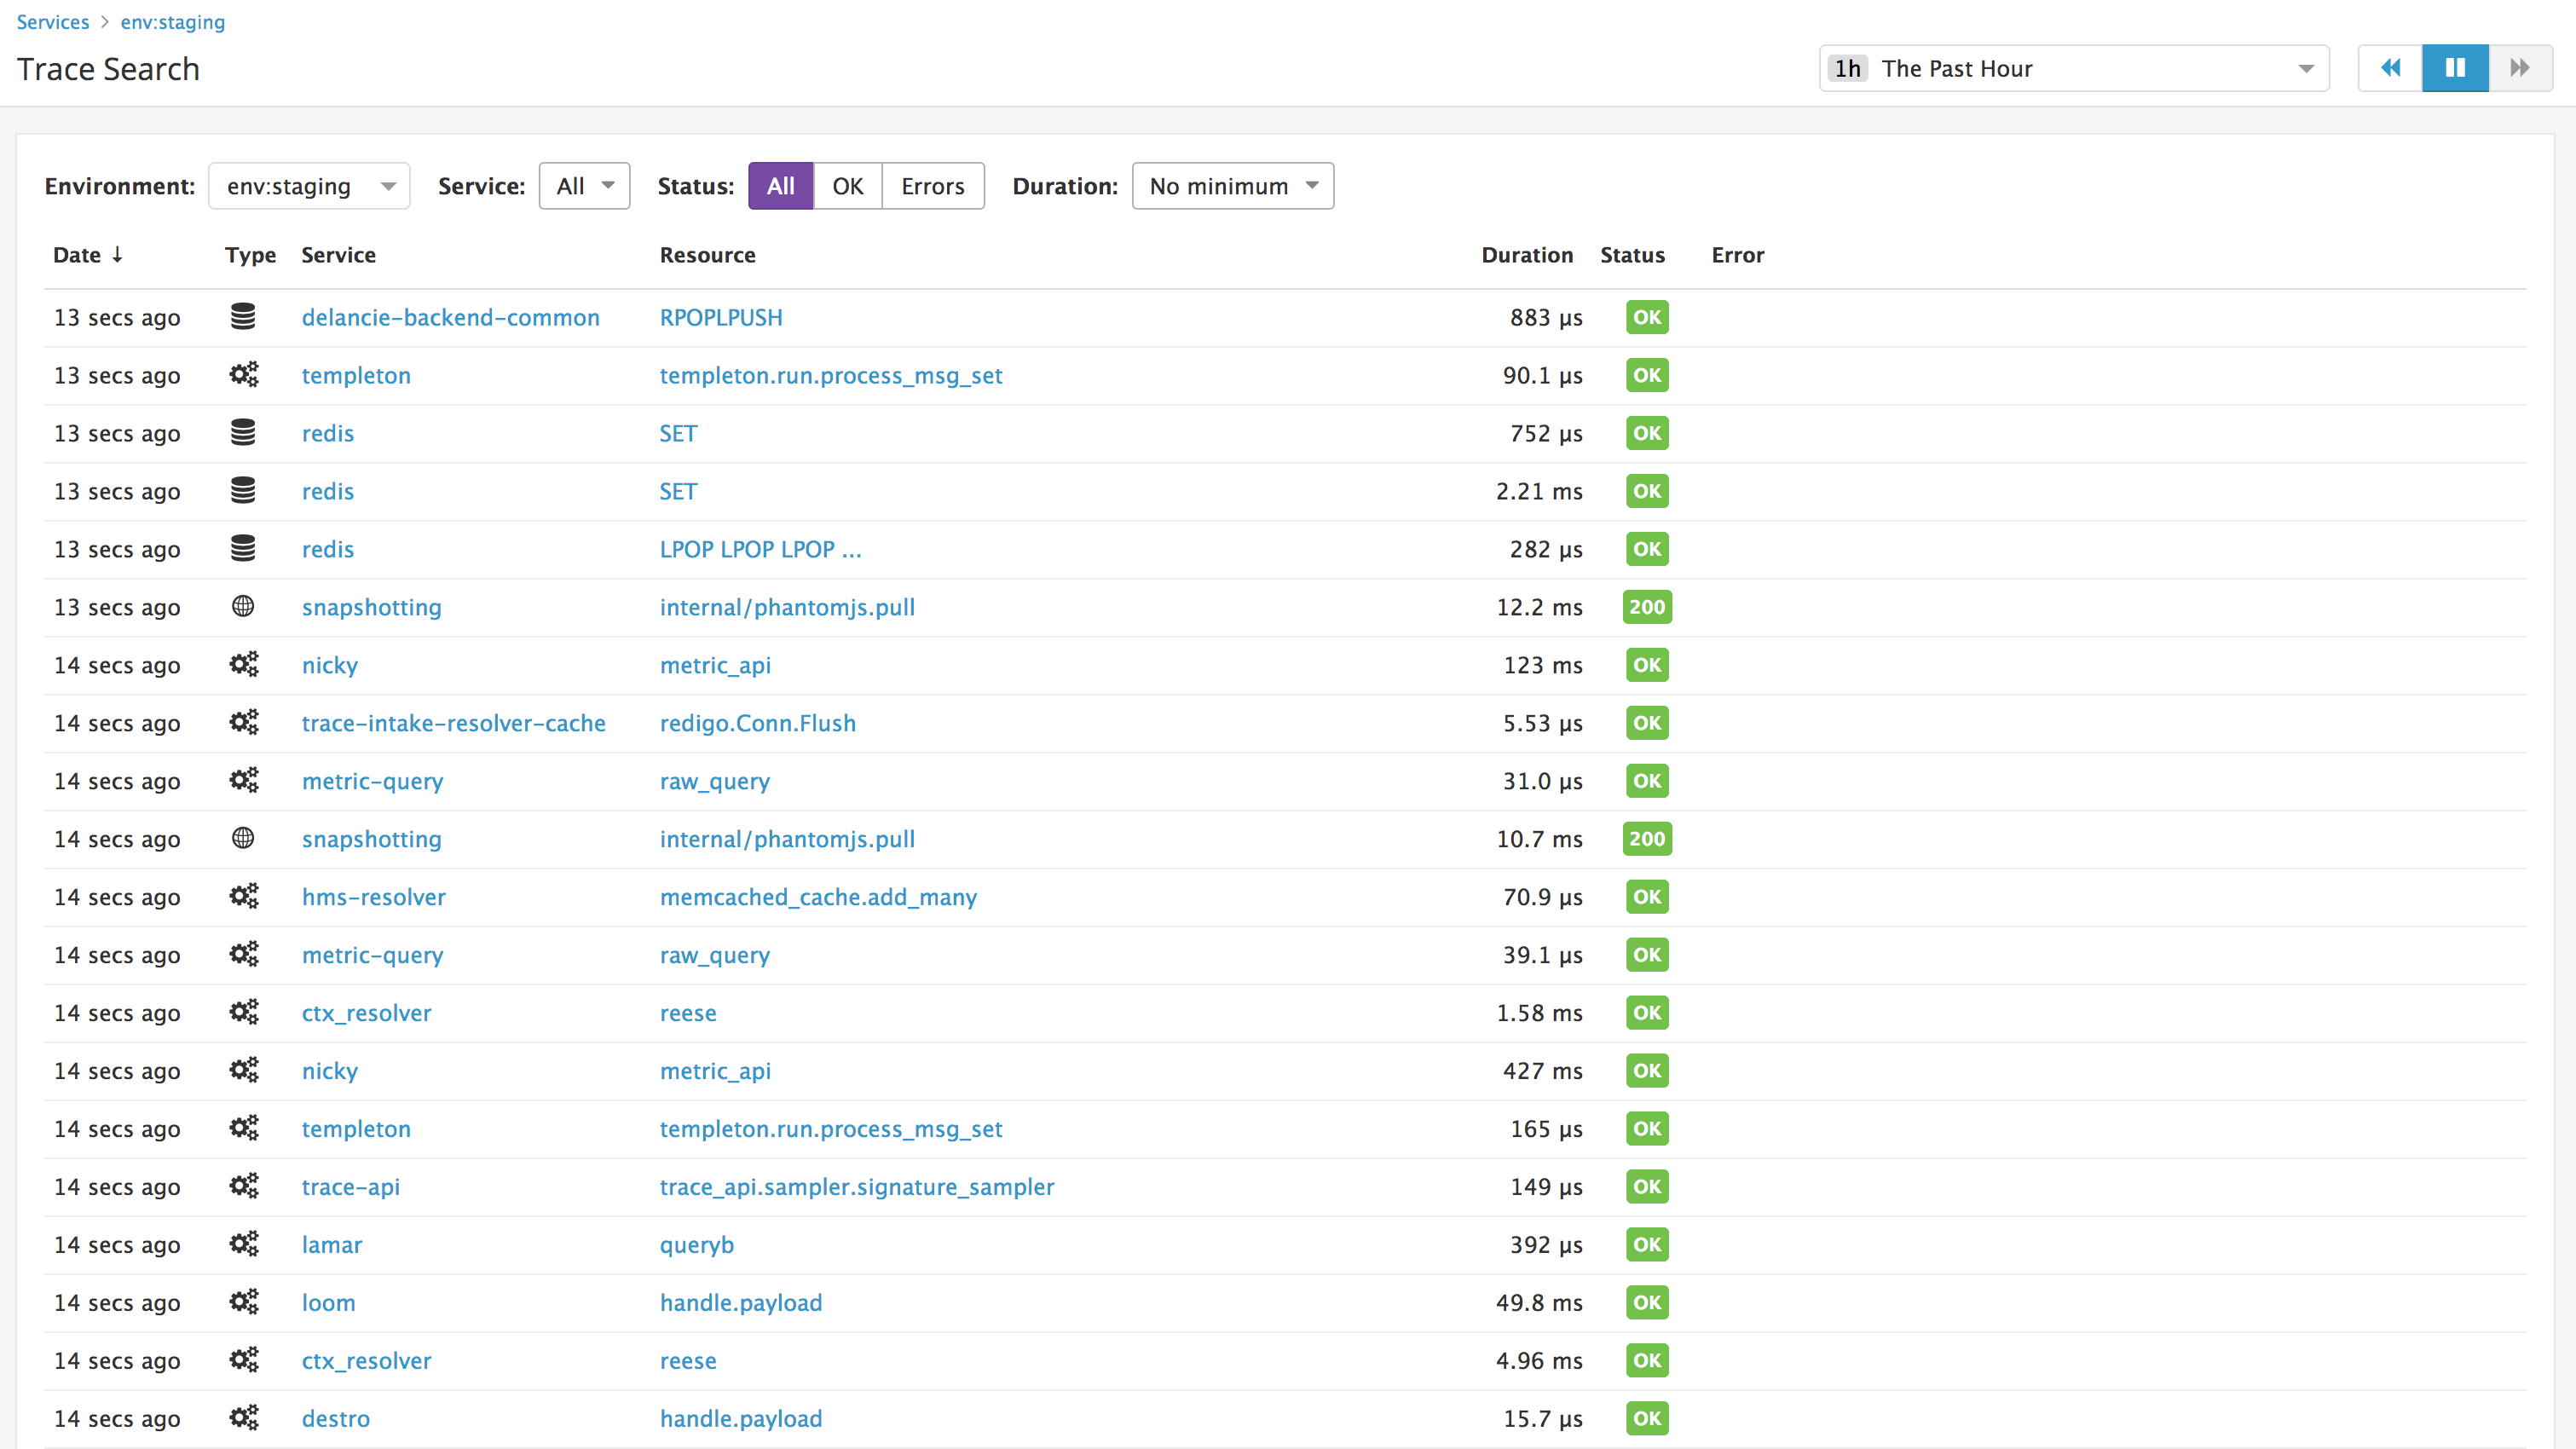 Services > env:staging
Trace Search
1h The Past Hour
Environment: env:staging Service: All Status: All OK Errors Duration: No minimum
Date ↓ Type Service Resource Duration Status Error
13 secs ago delancie-backend-common RPOPLPUSH 883 µs OK
13 secs ago templeton templeton.run.process_msg_set 90.1 µs OK
13 secs ago redis SET 752 µs OK
13 secs ago redis SET 2.21 ms OK
13 secs ago redis LPOP LPOP LPOP ... 282 µs OK
13 secs ago snapshotting internal/phantomjs.pull 12.2 ms 200
14 secs ago nicky metric_api 123 ms OK
14 secs ago trace-intake-resolver-cache redigo.Conn.Flush 5.53 µs OK
14 secs ago metric-query raw_query 31.0 µs OK
14 secs ago snapshotting internal/phantomjs.pull 10.7 ms 200
14 secs ago hms-resolver memcached_cache.add_many 70.9 µs OK
14 secs ago metric-query raw_query 39.1 µs OK
14 secs ago ctx_resolver reese 1.58 ms OK
14 secs ago nicky metric_api 427 ms OK
14 secs ago templeton templeton.run.process_msg_set 165 µs OK
14 secs ago trace-api trace_api.sampler.signature_sampler 149 µs OK
14 secs ago lamar queryb 392 µs OK
14 secs ago loom handle.payload 49.8 ms OK
14 secs ago ctx_resolver reese 4.96 ms OK
14 secs ago destro handle.payload 15.7 µs OK